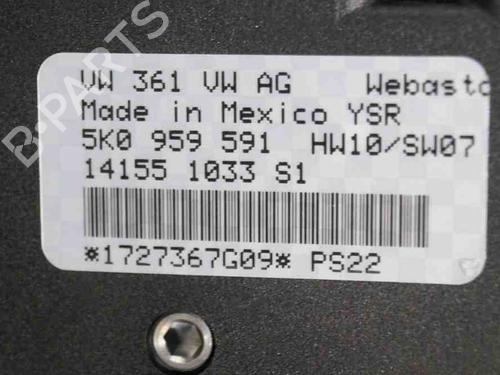 B-PARTS
VW 361 VW AG Webasto
Made in Mexico YSR
5K0 959 591 HW10/SW07
14155 1033 S1
*1727367G09* PS22